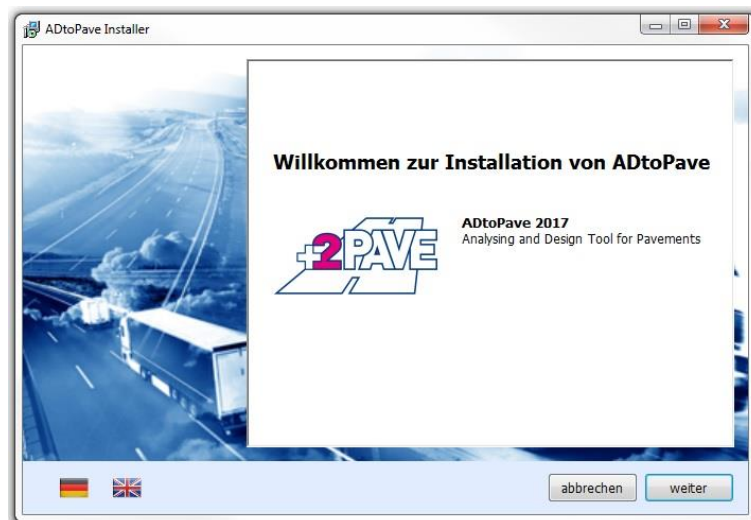 ADtoPave Installer
Willkommen zur Installation von ADtoPave
+2PAVE
ADtoPave 2017
Analysing and Design Tool for Pavements
abbrechen
weiter